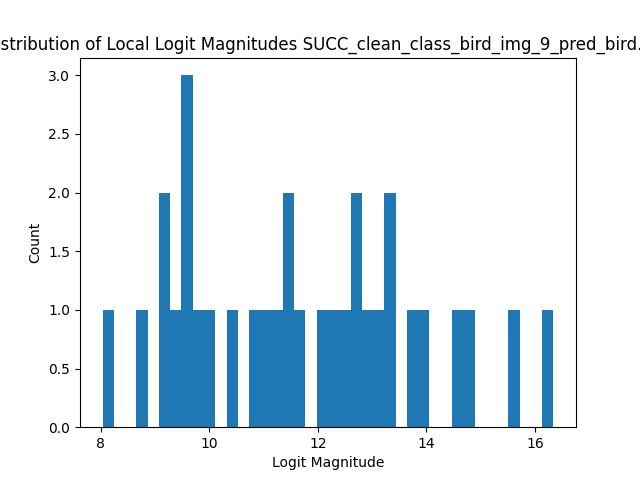 stribution of Local Logit Magnitudes SUCC_clean_class_bird_img_9_pred_bird.
3.0
2.5
2.0
1.5
1.0
0.5
0.0
Count
8 10 12 14 16
Logit Magnitude